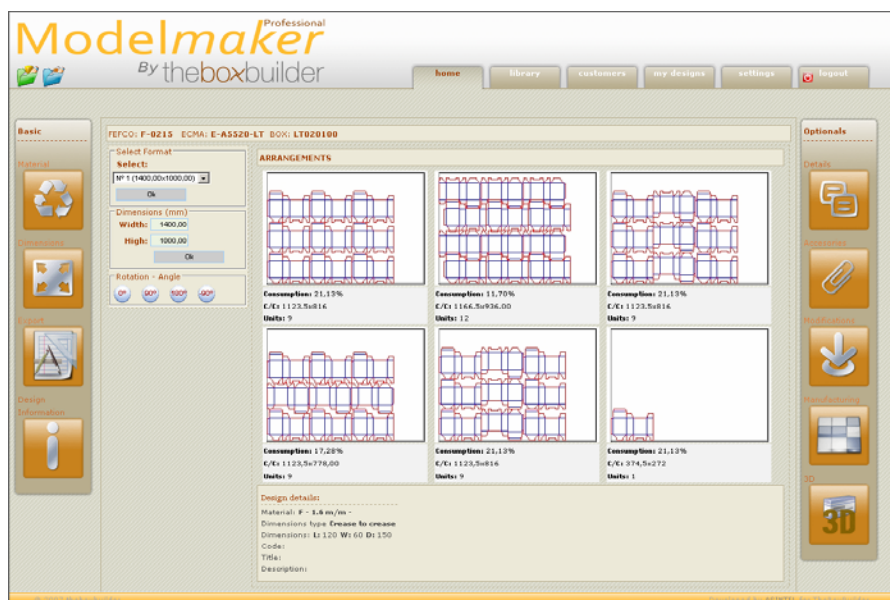 Professional
Modelmaker
By theboxbuilder
home
library
customers
my designs
settings
logout
Basic
Material
Dimensions
Export
Design
Information
FEFCO: F-0215 ECMA: E-A5520-LT BOX: LT020100
Select Format
Select:
Nº 1 (1400,00x1000,00)
Ok
Dimensions (mm)
Width: 1400,00
High: 1000,00
Ok
Rotation - Angle
0º 90º 180º -90º
ARRANGEMENTS
Consumption: 21,13%
C/C: 1123,5x816
Units: 9
Consumption: 11,70%
C/C: 1166,5x936,00
Units: 12
Consumption: 21,13%
C/C: 1123,5x816
Units: 9
Consumption: 17,28%
C/C: 1123,5x778,00
Units: 9
Consumption: 21,13%
C/C: 1123,5x816
Units: 9
Consumption: 21,13%
C/C: 374,5x272
Units: 1
Design details:
Material: F - 1.6 m/m -
Dimensions type Crease to crease
Dimensions: L: 120 W: 60 D: 150
Code:
Title:
Description:
Optionals
Details
Accesories
Modifications
Manufacturing
3D
3D